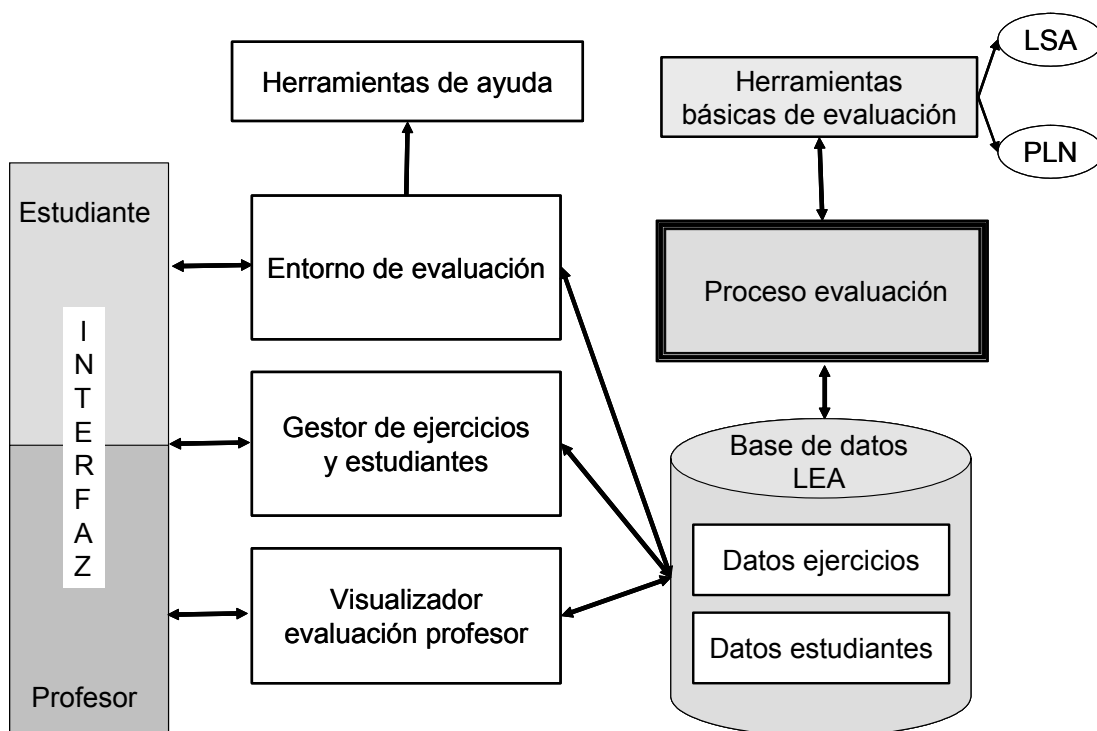 Herramientas de ayuda
Herramientas
básicas de evaluación
LSA
PLN
Estudiante
INTERFAZ
Profesor
Entorno de evaluación
Gestor de ejercicios
y estudiantes
Visualizador
evaluación profesor
Proceso evaluación
Base de datos
LEA
Datos ejercicios
Datos estudiantes